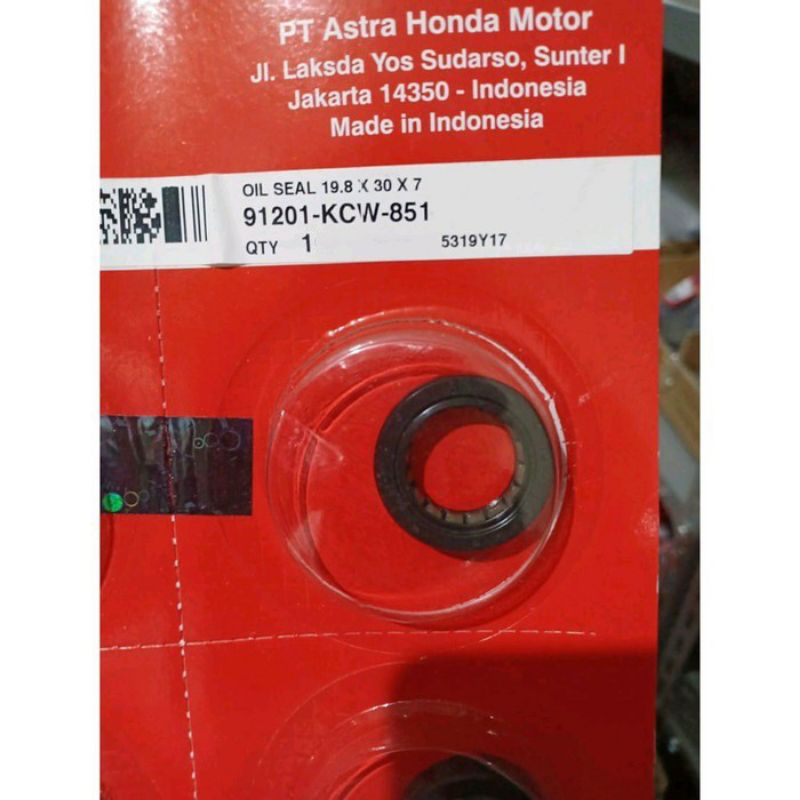 PT Astra Honda Motor
Jl. Laksda Yos Sudarso, Sunter I
Jakarta 14350 - Indonesia
Made in Indonesia
OIL SEAL 19.8 X 30 X 7
91201-KCW-851
QTY 1
5319Y17